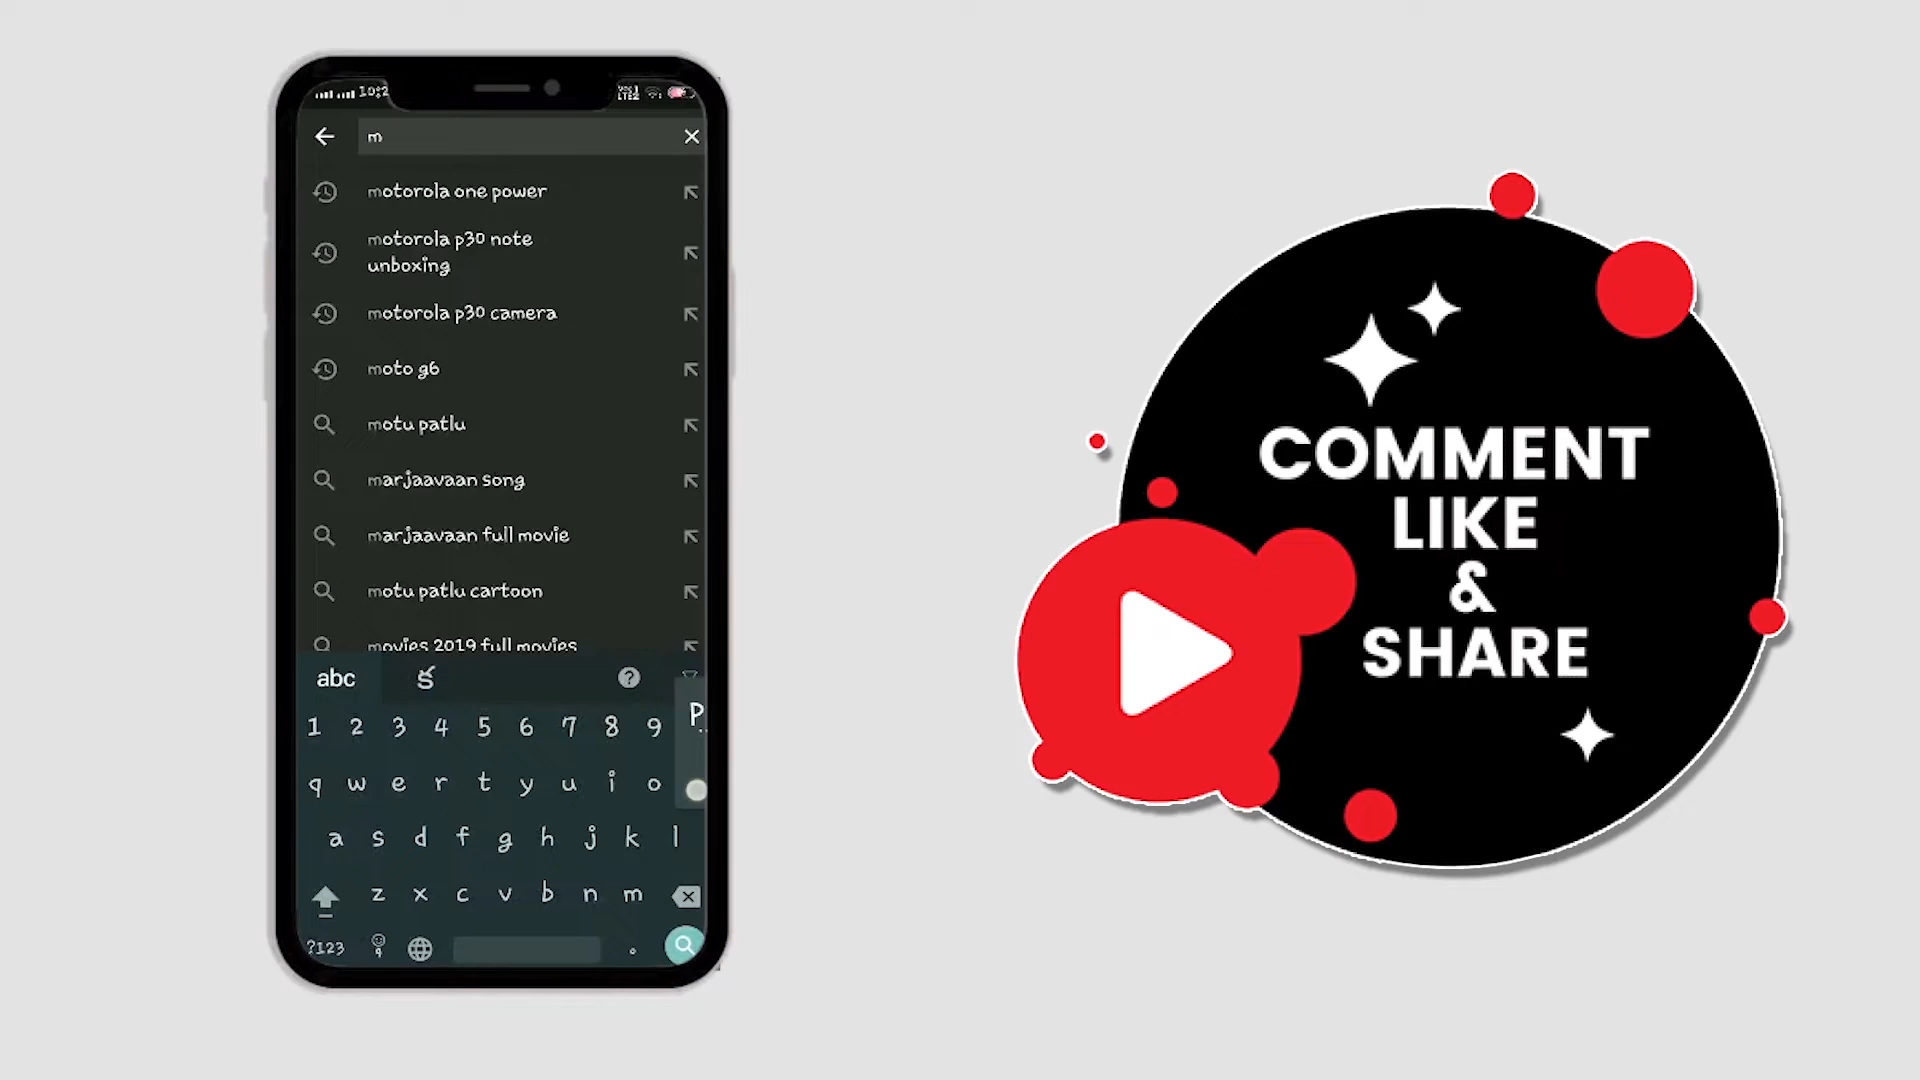 10:2
VoLTE2
m
motorola one power
motorola p30 note
unboxing
motorola p30 camera
moto g6
motu patlu
marjaavaan song
marjaavaan full movie
motu patlu cartoon
movies 2019 full movies
abc
1 2 3 4 5 6 7 8 9 P
q w e r t y u i o
a s d f g h j k l
z x c v b n m
?123
COMMENT
LIKE
&
SHARE